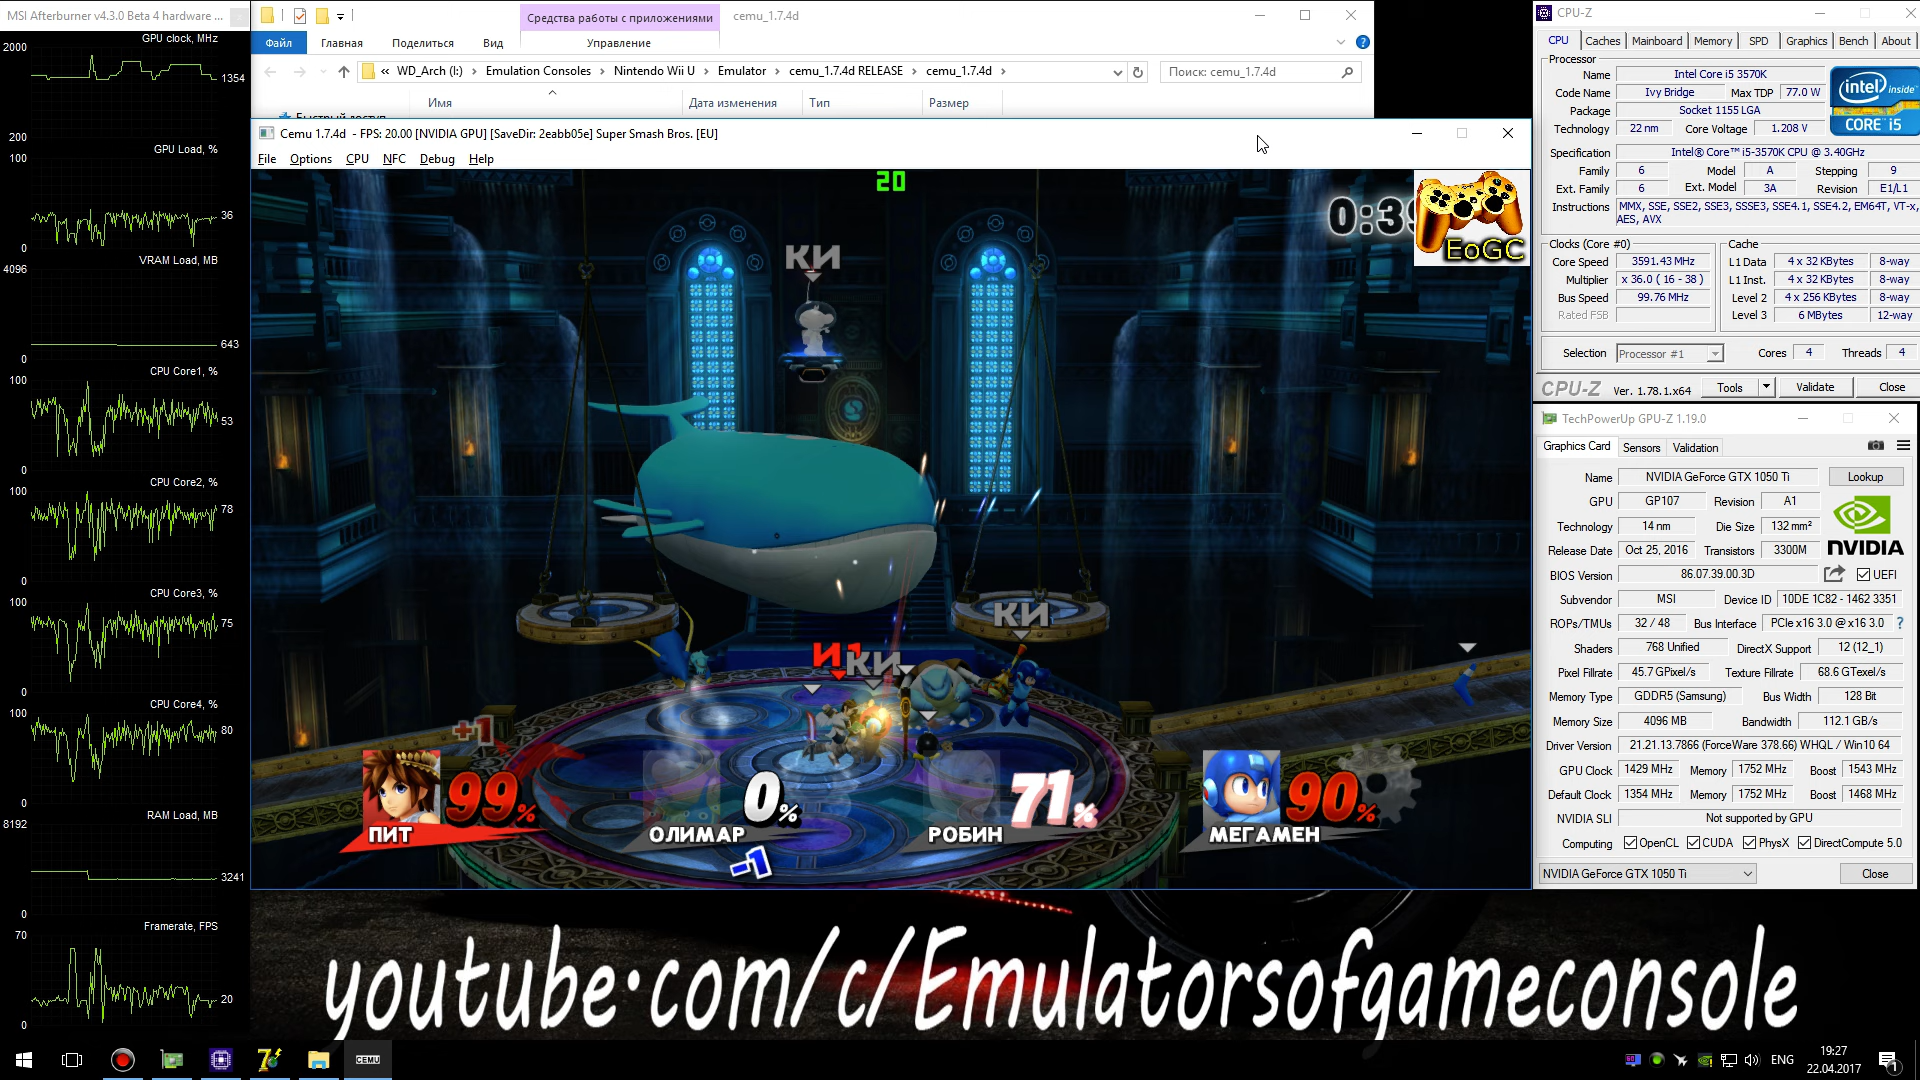 MSI Afterburner v4.3.0 Beta 4 hardware ...
GPU clock, MHz
2000
1354
200
GPU Load, %
100
36
0
VRAM Load, MB
4096
643
0
CPU Core1, %
100
53
0
CPU Core2, %
100
78
0
CPU Core3, %
100
75
0
CPU Core4, %
100
80
0
RAM Load, MB
8192
3241
0
Framerate, FPS
70
20
0
Средства работы с приложениями
cemu_1.7.4d
Файл Главная Поделиться Вид Управление
« WD_Arch (I:) › Emulation Consoles › Nintendo Wii U › Emulator › cemu_1.7.4d RELEASE › cemu_1.7.4d ›
Поиск: cemu_1.7.4d
Имя Дата изменения Тип Размер
Cemu 1.7.4d - FPS: 20.00 [NVIDIA GPU] [SaveDir: 2eabb05e] Super Smash Bros. [EU]
File Options CPU NFC Debug Help
20
0:39
EoGC
КИ
КИ
И1
КИ
+1
99%
ПИТ
0%
ОЛИМАР
-1
71%
РОБИН
90%
МЕГАМЕН
CPU-Z
CPU Caches Mainboard Memory SPD Graphics Bench About
Processor
Name Intel Core i5 3570K
Code Name Ivy Bridge Max TDP 77.0 W
Package Socket 1155 LGA
Technology 22 nm Core Voltage 1.208 V
intel inside
CORE i5
Specification Intel® Core™ i5-3570K CPU @ 3.40GHz
Family 6 Model A Stepping 9
Ext. Family 6 Ext. Model 3A Revision E1/L1
Instructions MMX, SSE, SSE2, SSE3, SSSE3, SSE4.1, SSE4.2, EM64T, VT-x,
AES, AVX
Clocks (Core #0)
Core Speed 3591.43 MHz
Multiplier x 36.0 ( 16 - 38 )
Bus Speed 99.76 MHz
Rated FSB
Cache
L1 Data 4 x 32 KBytes 8-way
L1 Inst. 4 x 32 KBytes 8-way
Level 2 4 x 256 KBytes 8-way
Level 3 6 MBytes 12-way
Selection Processor #1 Cores 4 Threads 4
CPU-Z Ver. 1.78.1.x64 Tools Validate Close
TechPowerUp GPU-Z 1.19.0
Graphics Card Sensors Validation
Name NVIDIA GeForce GTX 1050 Ti Lookup
GPU GP107 Revision A1
Technology 14 nm Die Size 132 mm²
Release Date Oct 25, 2016 Transistors 3300M
NVIDIA
BIOS Version 86.07.39.00.3D UEFI
Subvendor MSI Device ID 10DE 1C82 - 1462 3351
ROPs/TMUs 32 / 48 Bus Interface PCIe x16 3.0 @ x16 3.0 ?
Shaders 768 Unified DirectX Support 12 (12_1)
Pixel Fillrate 45.7 GPixel/s Texture Fillrate 68.6 GTexel/s
Memory Type GDDR5 (Samsung) Bus Width 128 Bit
Memory Size 4096 MB Bandwidth 112.1 GB/s
Driver Version 21.21.13.7866 (ForceWare 378.66) WHQL / Win10 64
GPU Clock 1429 MHz Memory 1752 MHz Boost 1543 MHz
Default Clock 1354 MHz Memory 1752 MHz Boost 1468 MHz
NVIDIA SLI Not supported by GPU
Computing OpenCL CUDA PhysX DirectCompute 5.0
NVIDIA GeForce GTX 1050 Ti Close
youtube.com/c/Emulatorsofgameconsole
CEMU
ENG
19:27
22.04.2017
1